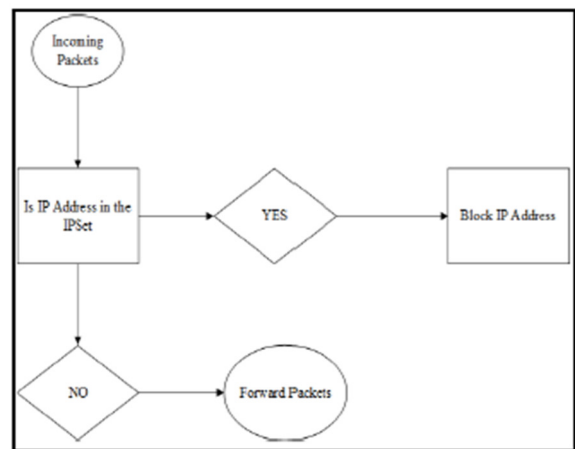 Incoming
Packets
Is IP Address in the
IPSet
YES
Block IP Address
NO
Forward Packets